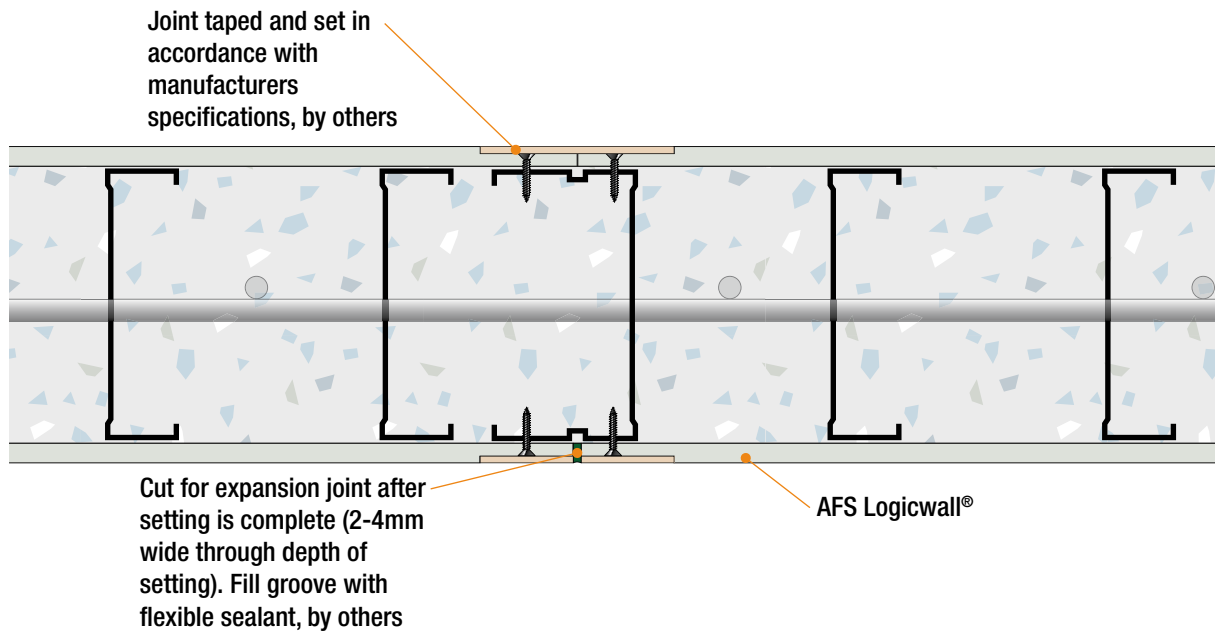 Joint taped and set in
accordance with
manufacturers
specifications, by others
Cut for expansion joint after
setting is complete (2-4mm
wide through depth of
setting). Fill groove with
flexible sealant, by others
AFS Logicwall®